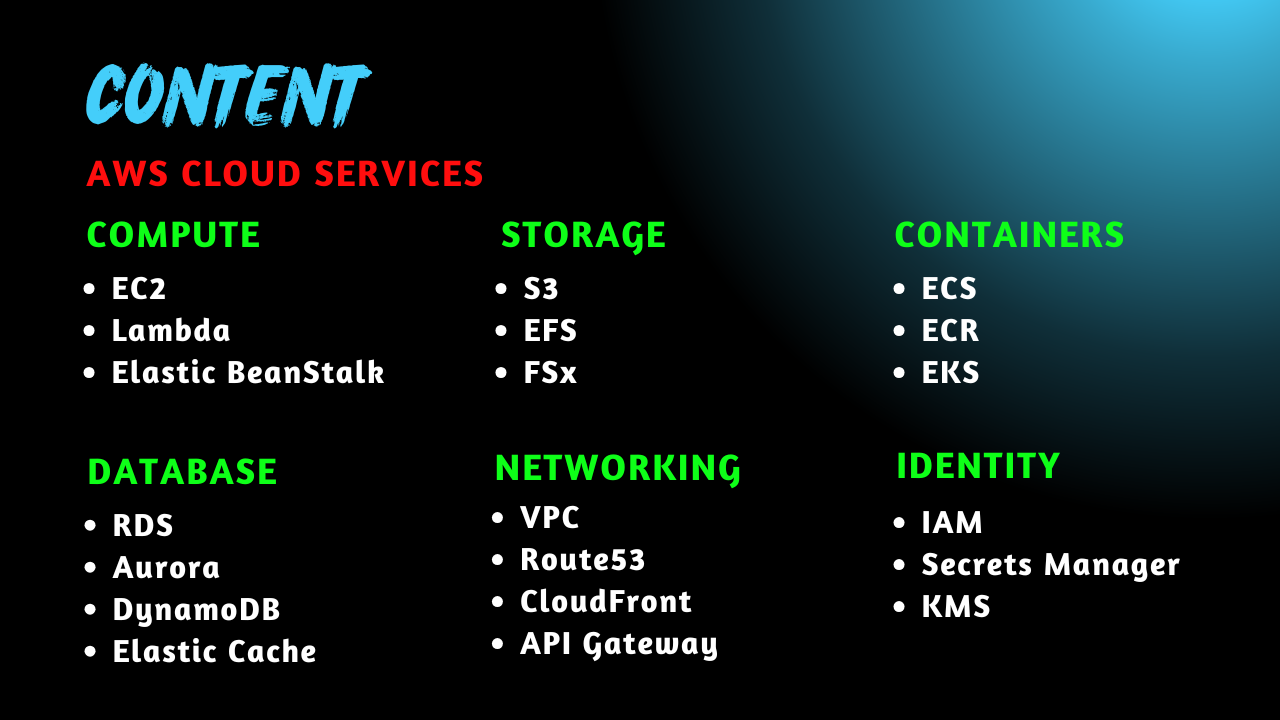 CONTENT
AWS CLOUD SERVICES
COMPUTE
• EC2
• Lambda
• Elastic BeanStalk
STORAGE
• S3
• EFS
• FSx
CONTAINERS
• ECS
• ECR
• EKS
DATABASE
• RDS
• Aurora
• DynamoDB
• Elastic Cache
NETWORKING
• VPC
• Route53
• CloudFront
• API Gateway
IDENTITY
• IAM
• Secrets Manager
• KMS